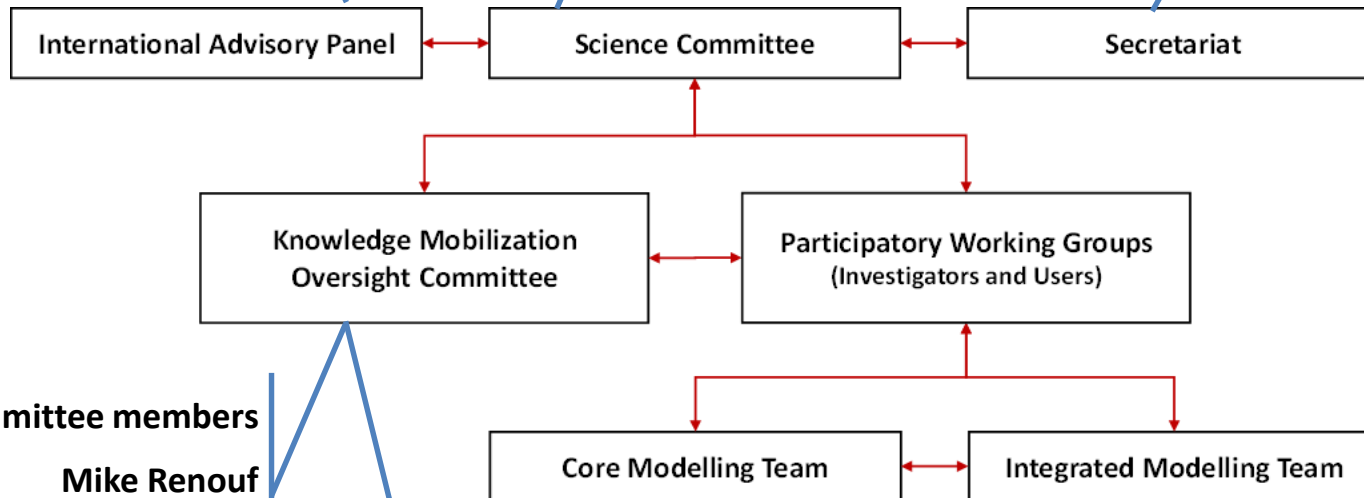 International Advisory Panel
Science Committee
Secretariat
Knowledge Mobilization
Oversight Committee
Participatory Working Groups
(Investigators and Users)
mittee members
Mike Renouf
Core Modelling Team
Integrated Modelling Team